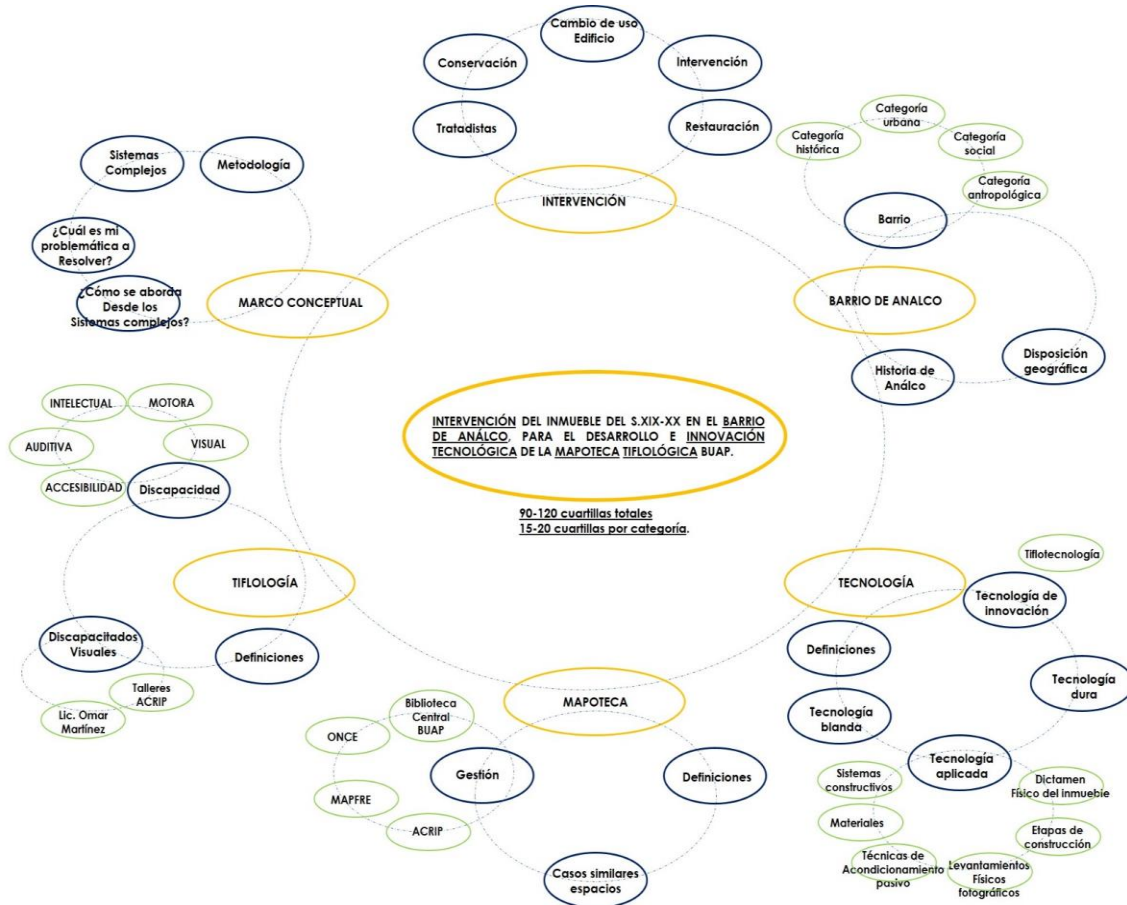 Cambio de uso
Edificio
Conservación
Intervención
Tratadistas
Restauración
INTERVENCIÓN
Categoría
urbana
Categoría
histórica
Categoría
social
Categoría
antropológica
Barrio
BARRIO DE ANALCO
Historia de
Análco
Disposición
geográfica
Sistemas
Complejos
Metodología
¿Cuál es mi
problemática a
Resolver?
¿Cómo se aborda
Desde los
Sistemas complejos?
MARCO CONCEPTUAL
INTERVENCIÓN DEL INMUEBLE DEL S.XIX-XX EN EL BARRIO
DE ANÁLCO, PARA EL DESARROLLO E INNOVACIÓN
TECNOLÓGICA DE LA MAPOTECA TIFLOLÓGICA BUAP.
90-120 cuartillas totales
15-20 cuartillas por categoría.
INTELECTUAL
MOTORA
AUDITIVA
VISUAL
ACCESIBILIDAD
Discapacidad
TIFLOLOGÍA
Discapacitados
Visuales
Definiciones
Talleres
ACRIP
Lic. Omar
Martínez
MAPOTECA
Biblioteca
Central
BUAP
ONCE
Gestión
Definiciones
MAPFRE
ACRIP
Casos similares
espacios
Tiflotecnología
TECNOLOGÍA
Tecnología de
innovación
Definiciones
Tecnología
dura
Tecnología
blanda
Tecnología
aplicada
Sistemas
constructivos
Dictamen
Físico del inmueble
Materiales
Etapas de
construcción
Técnicas de
Acondicionamiento
pasivo
Levantamientos
Físicos
fotográficos